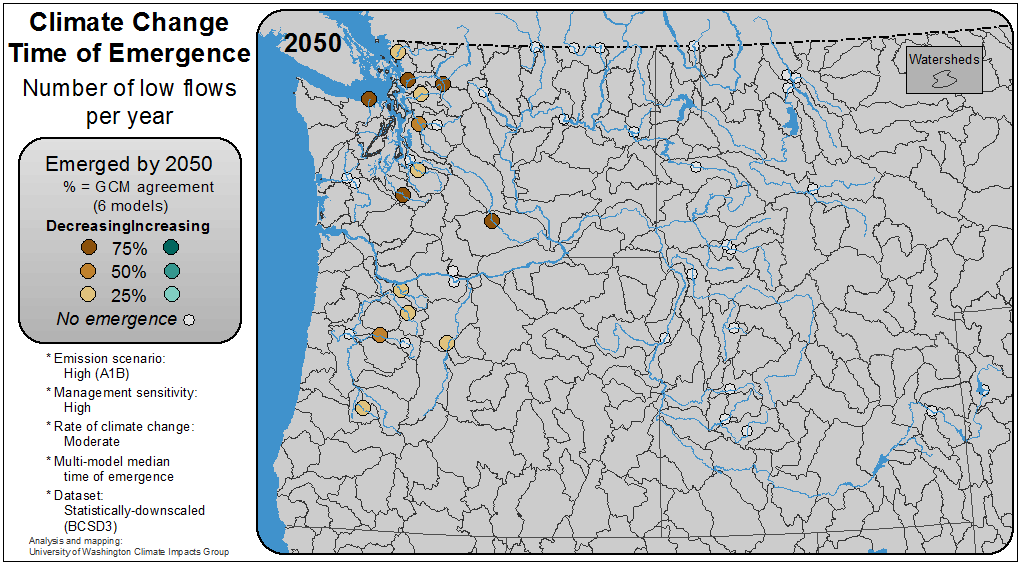 Climate Change
Time of Emergence
Number of low flows
per year
Emerged by 2050
% = GCM agreement
(6 models)
DecreasingIncreasing
75%
50%
25%
No emergence
* Emission scenario:
High (A1B)
* Management sensitivity:
High
* Rate of climate change:
Moderate
* Multi-model median
time of emergence
* Dataset:
Statistically-downscaled
(BCSD3)
Analysis and mapping:
University of Washington Climate Impacts Group
2050
Watersheds